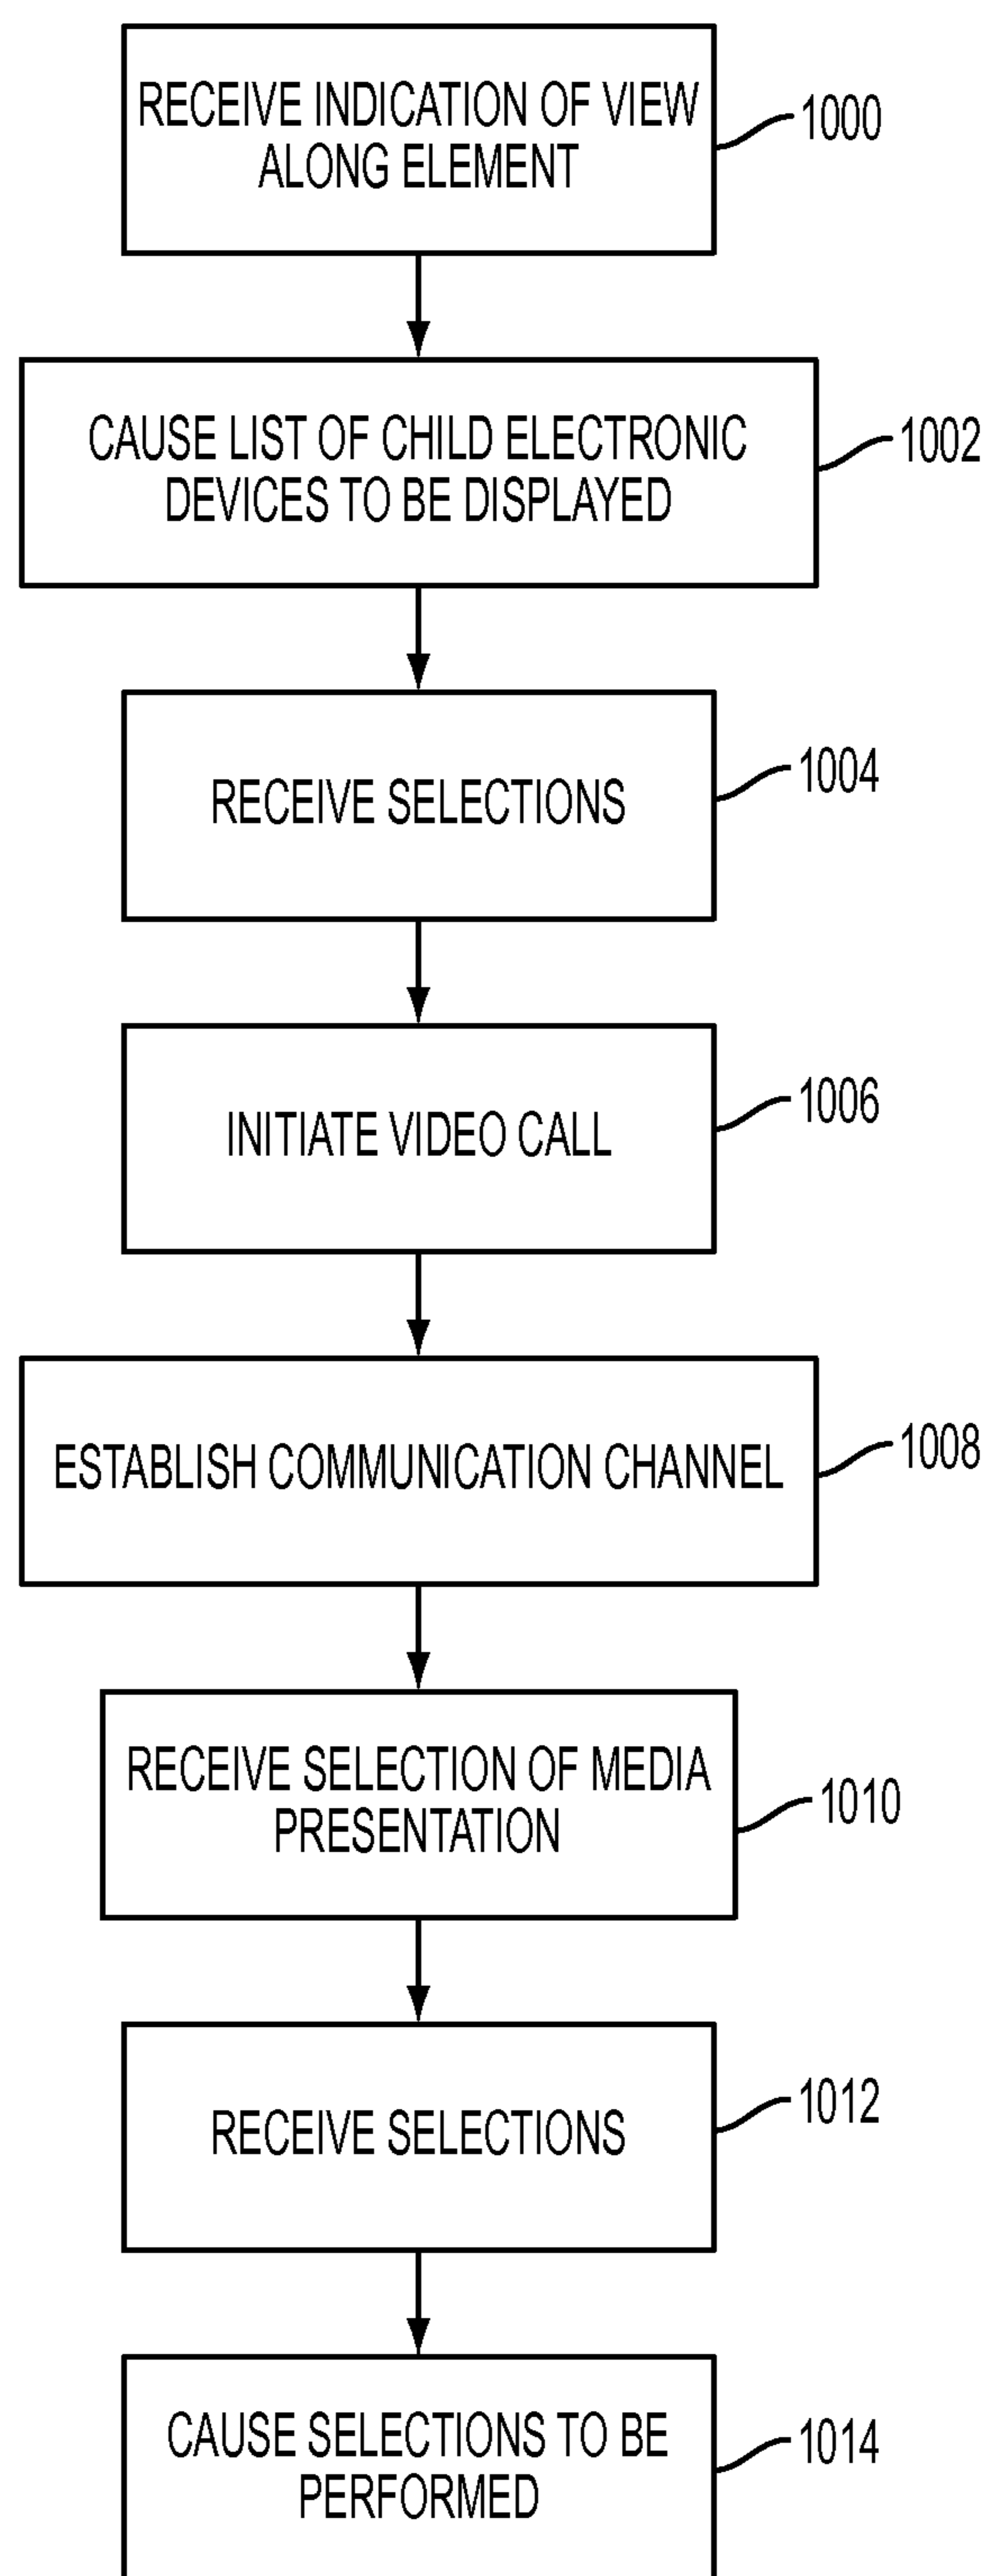 RECEIVE INDICATION OF VIEW
ALONG ELEMENT
1000
CAUSE LIST OF CHILD ELECTRONIC
DEVICES TO BE DISPLAYED
1002
RECEIVE SELECTIONS
1004
INITIATE VIDEO CALL
1006
ESTABLISH COMMUNICATION CHANNEL
1008
RECEIVE SELECTION OF MEDIA
PRESENTATION
1010
RECEIVE SELECTIONS
1012
CAUSE SELECTIONS TO BE
PERFORMED
1014